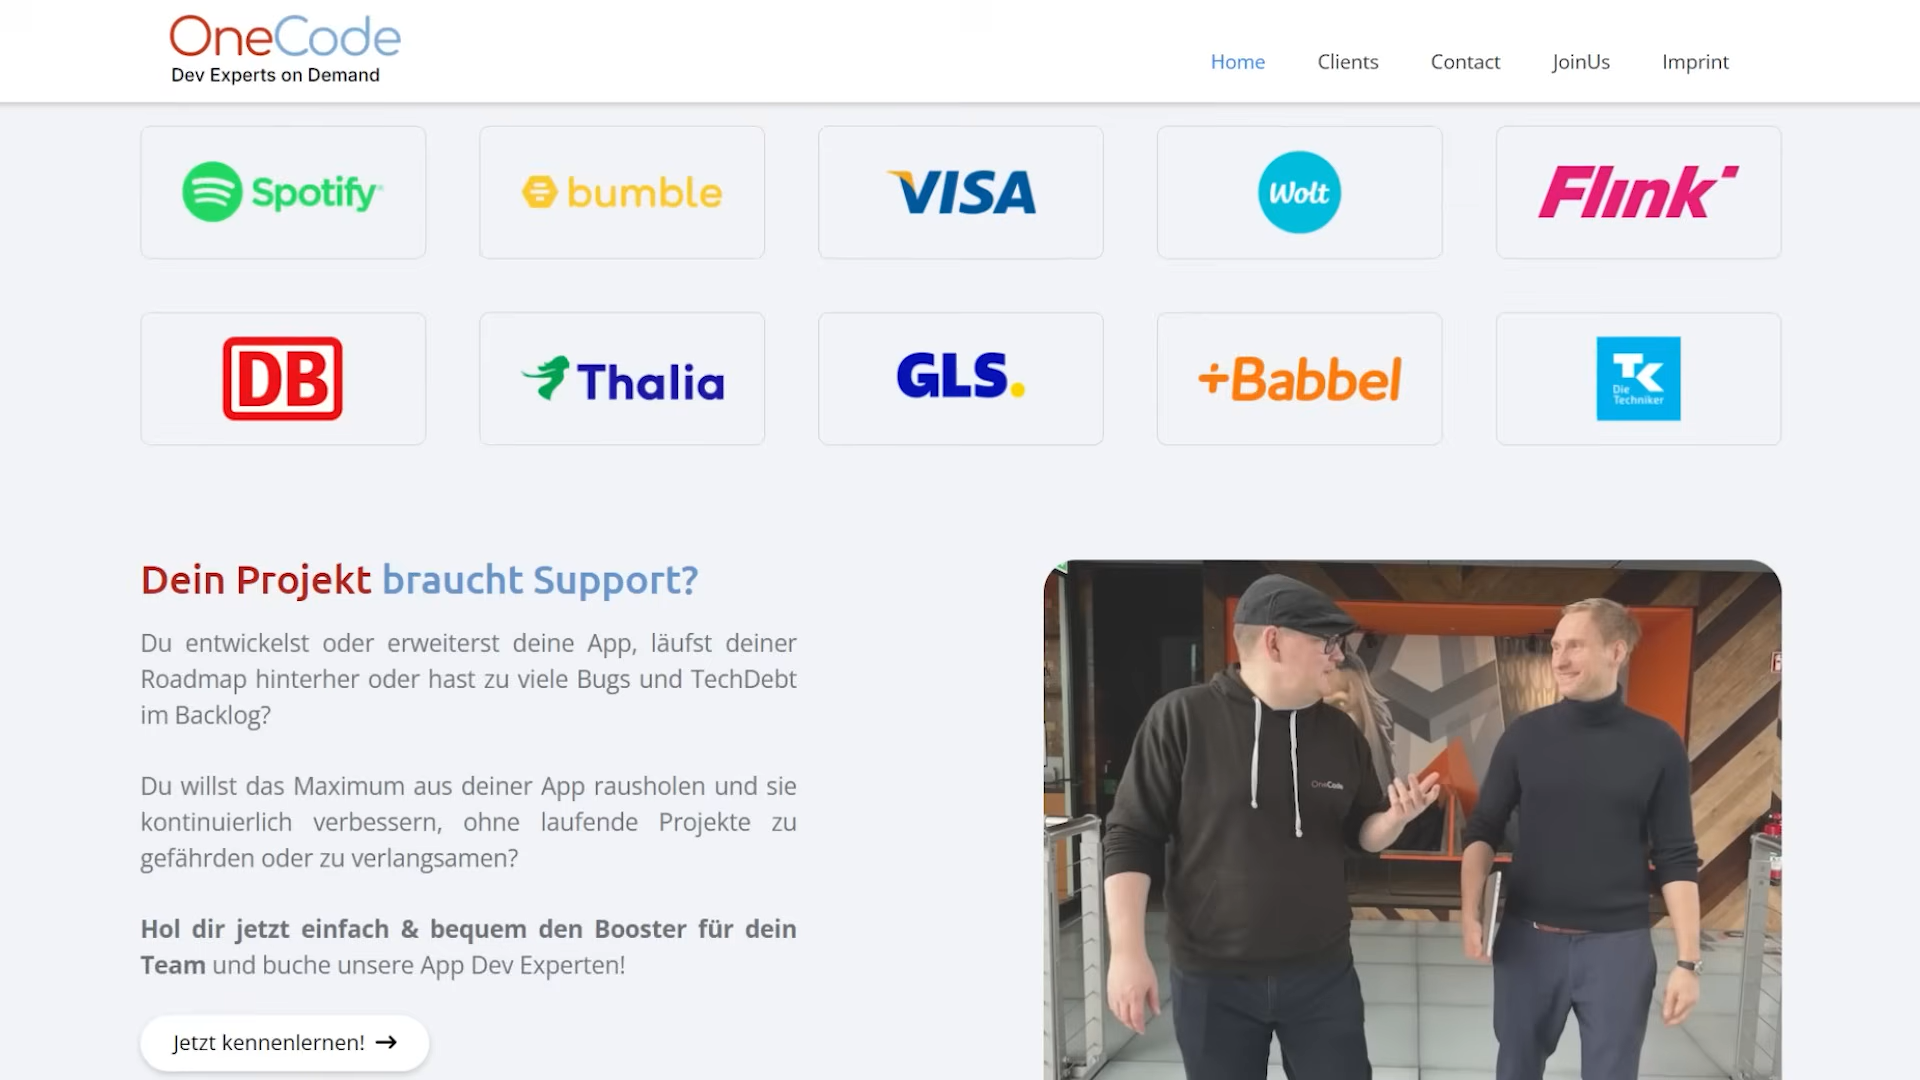 OneCode
Dev Experts on Demand
Home Clients Contact JoinUs Imprint
Spotify bumble VISA Wolt Flink
DB Thalia GLS. +Babbel TK Die Techniker
Dein Projekt braucht Support?
Du entwickelst oder erweiterst deine App, läufst deiner
Roadmap hinterher oder hast zu viele Bugs und TechDebt
im Backlog?
Du willst das Maximum aus deiner App rausholen und sie
kontinuierlich verbessern, ohne laufende Projekte zu
gefährden oder zu verlangsamen?
Hol dir jetzt einfach & bequem den Booster für dein
Team und buche unsere App Dev Experten!
Jetzt kennenlernen! →
OneCode